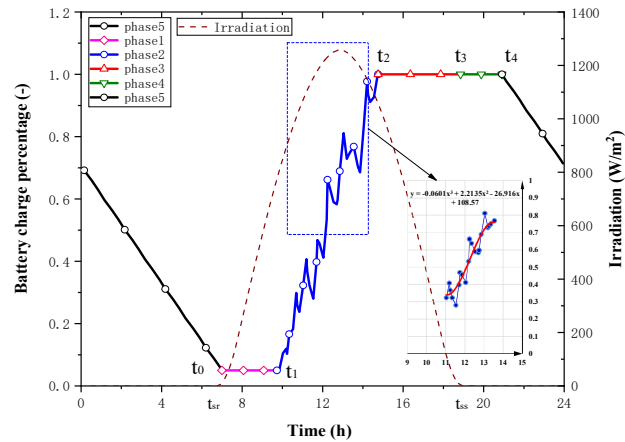 phase5
phase1
phase2
phase3
phase4
phase5
Irradiation
Battery charge percentage (-)
1.2
1.0
0.8
0.6
0.4
0.2
0.0
1400
1200
1000
800
600
400
200
0
Irradiation (W/m²)
t₀
t₁
t₂
t₃
t₄
y = -0.0601x³ + 2.2135x² - 26.916x
+ 108.57
1
0.9
0.8
0.7
0.6
0.5
0.4
0.3
0.2
0.1
0
9 10 11 12 13 14 15
0 4 8 12 16 20 24
tsr
tss
Time (h)